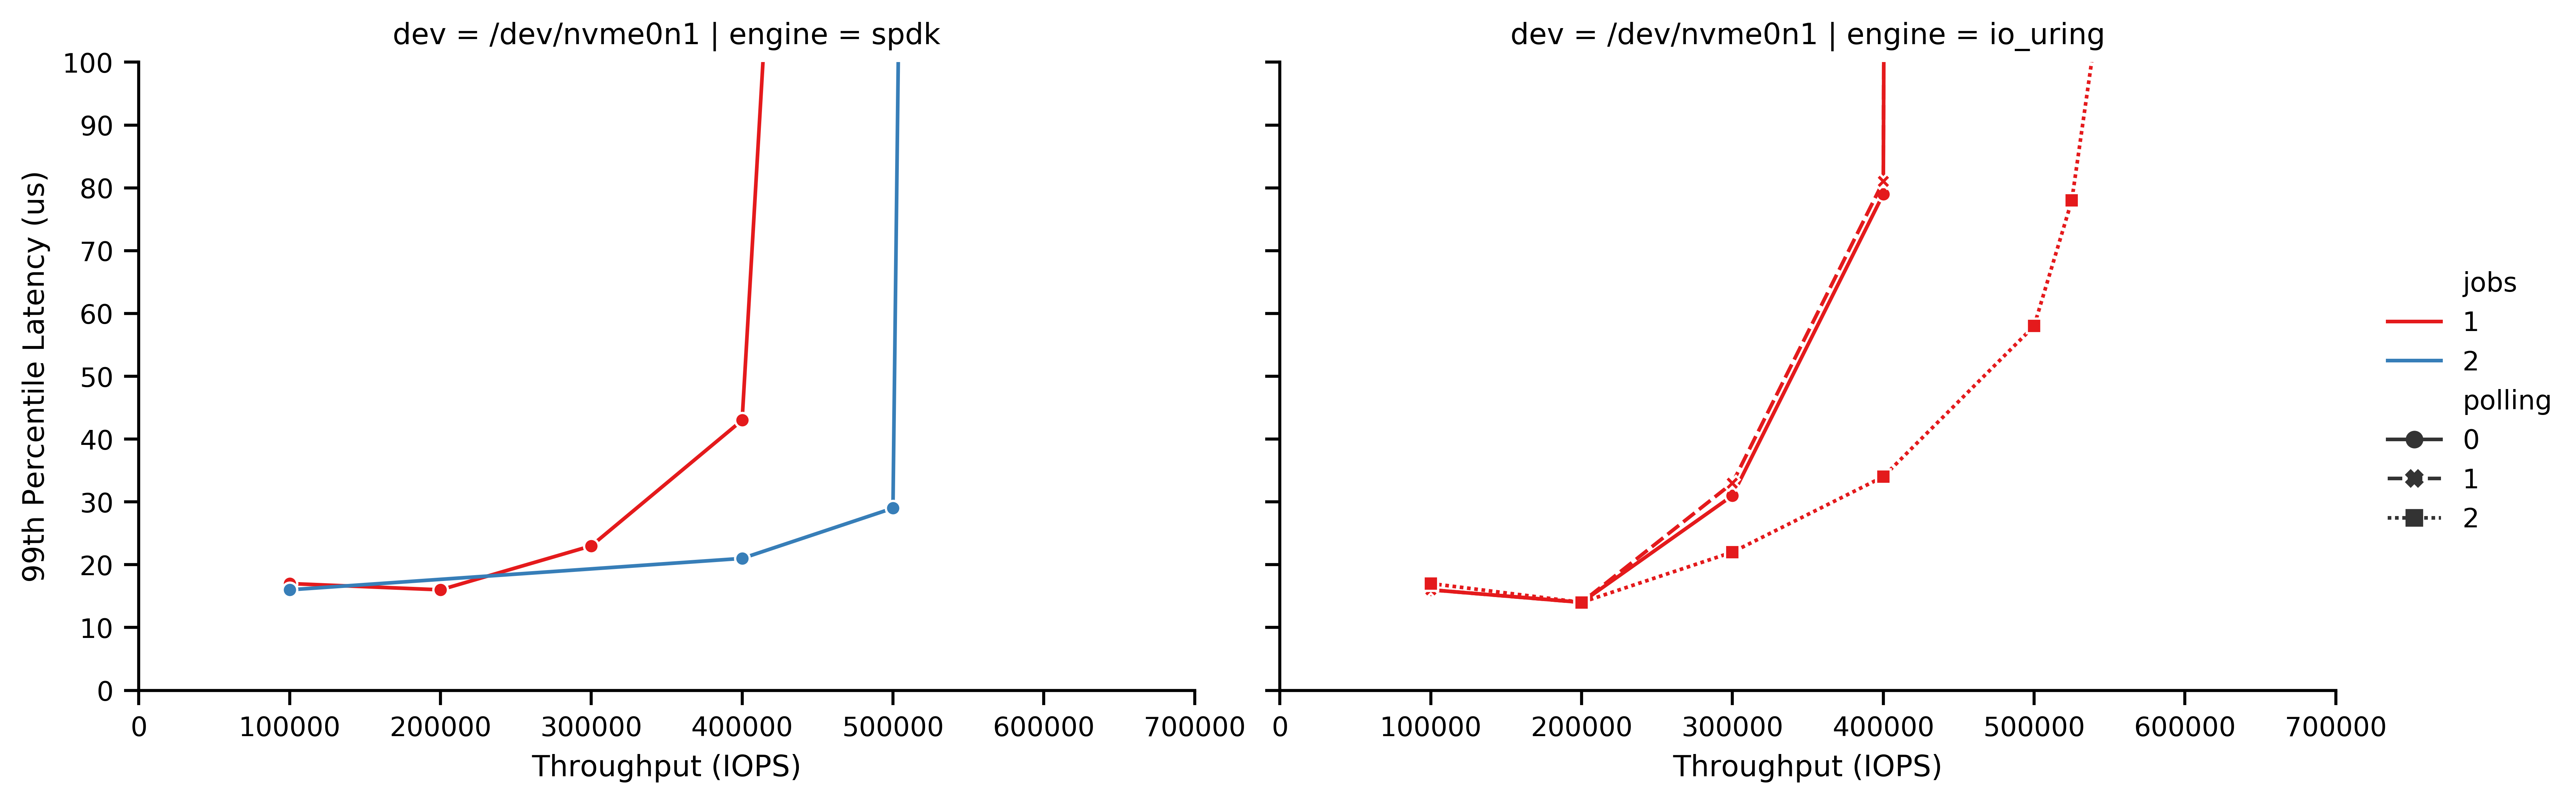 dev = /dev/nvme0n1 | engine = spdk
dev = /dev/nvme0n1 | engine = io_uring
99th Percentile Latency (us)
100
90
80
70
60
50
40
30
20
10
0
0 100000 200000 300000 400000 500000 600000 700000
Throughput (IOPS)
0 100000 200000 300000 400000 500000 600000 700000
Throughput (IOPS)
jobs
1
2
polling
0
1
2